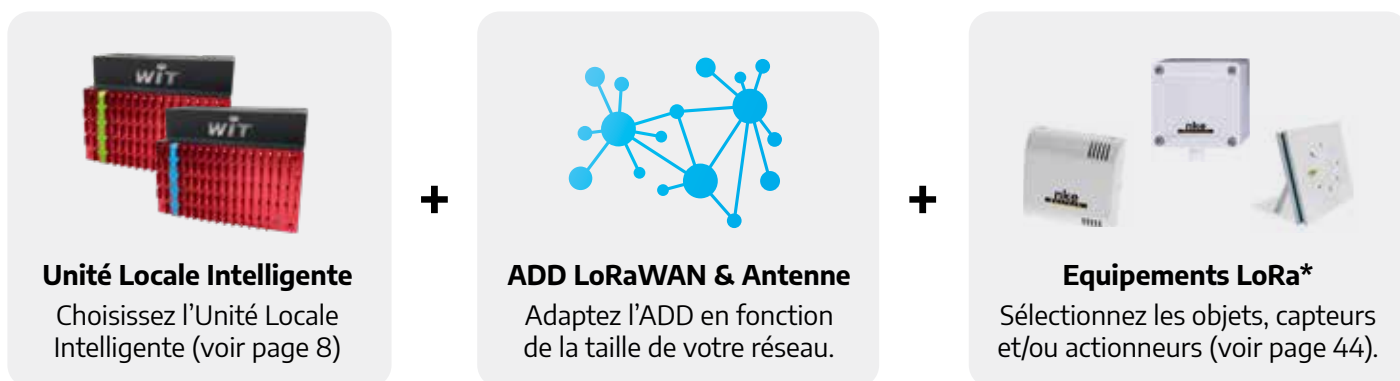 WIT
WIT
nke
nke
+
+
Unité Locale Intelligente
Choisissez l’Unité Locale
Intelligente (voir page 8)
ADD LoRaWAN & Antenne
Adaptez l’ADD en fonction
de la taille de votre réseau.
Equipements LoRa*
Sélectionnez les objets, capteurs
et/ou actionneurs (voir page 44).